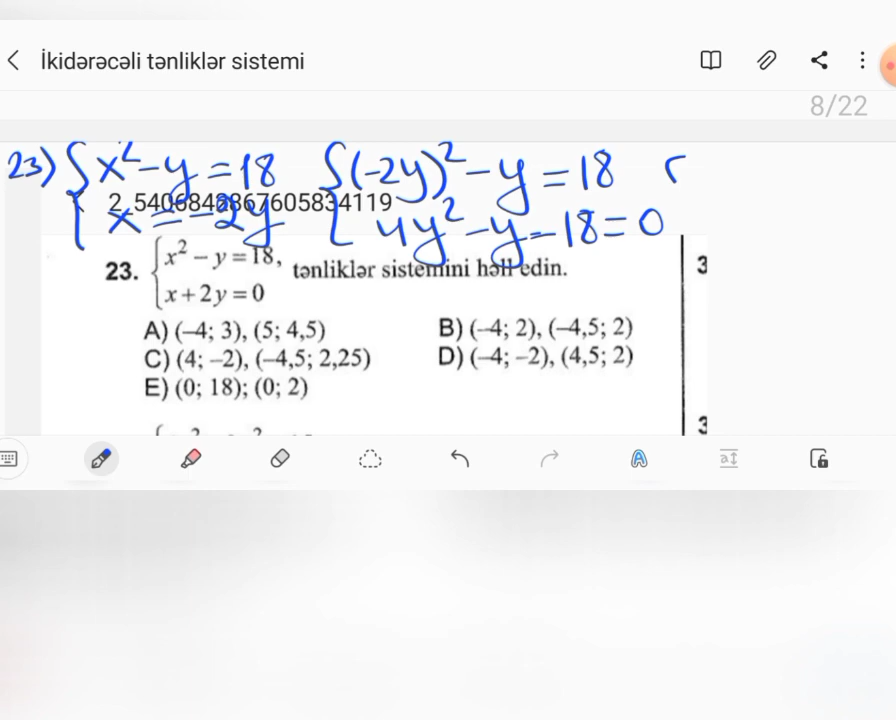 İkidərəcəli tənliklər sistemi
8/22
23) { x² – y = 18 { (-2y)² – y = 18
x = -2y 4y² – y – 18 = 0
23. { x² – y = 18, tənliklər sistemini həll edin.
x + 2y = 0
A) (–4; 3), (5; 4,5) B) (–4; 2), (–4,5; 2)
C) (4; –2), (–4,5; 2,25) D) (–4; –2), (4,5; 2)
E) (0; 18); (0; 2)
3
3